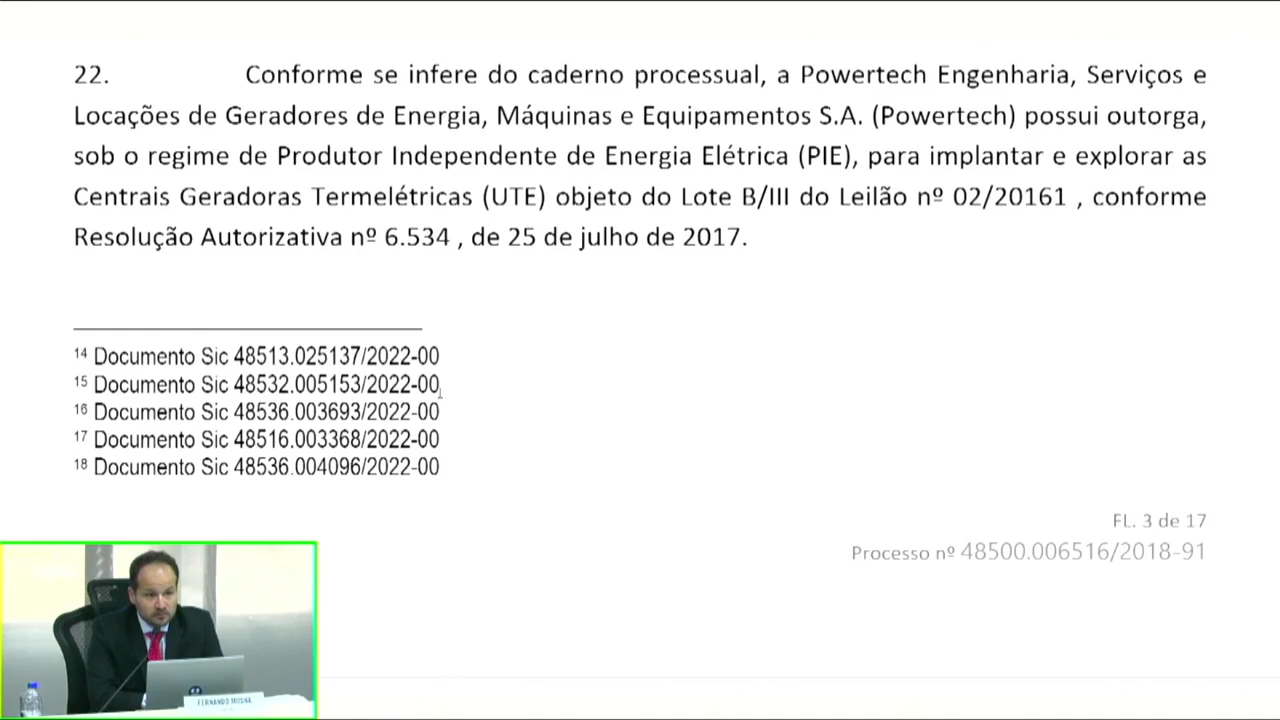 22. Conforme se infere do caderno processual, a Powertech Engenharia, Serviços e
Locações de Geradores de Energia, Máquinas e Equipamentos S.A. (Powertech) possui outorga,
sob o regime de Produtor Independente de Energia Elétrica (PIE), para implantar e explorar as
Centrais Geradoras Termelétricas (UTE) objeto do Lote B/III do Leilão nº 02/20161 , conforme
Resolução Autorizativa nº 6.534 , de 25 de julho de 2017.
14 Documento Sic 48513.025137/2022-00
15 Documento Sic 48532.005153/2022-00
16 Documento Sic 48536.003693/2022-00
17 Documento Sic 48516.003368/2022-00
18 Documento Sic 48536.004096/2022-00
FL. 3 de 17
Processo nº 48500.006516/2018-91
FERNANDO MOSNA